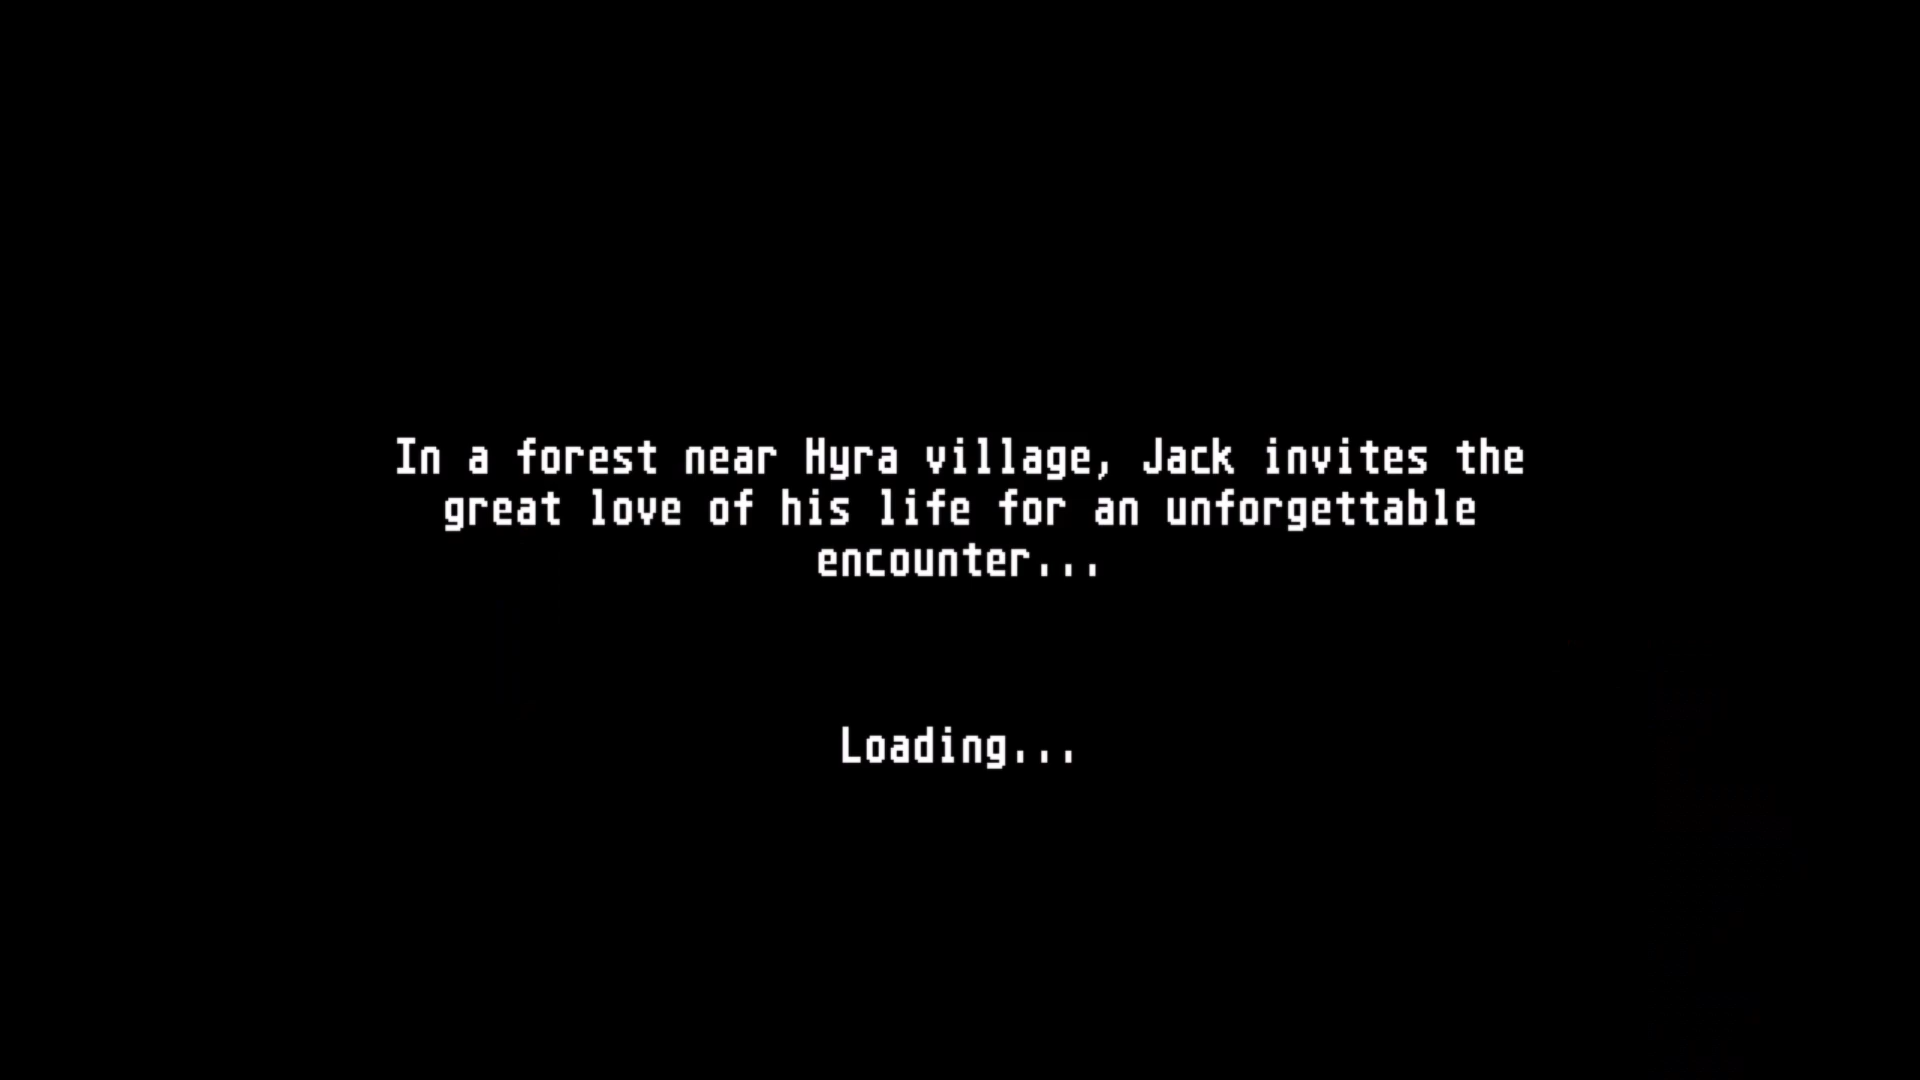 In a forest near Hyra village, Jack invites the
great love of his life for an unforgettable
encounter...
Loading...